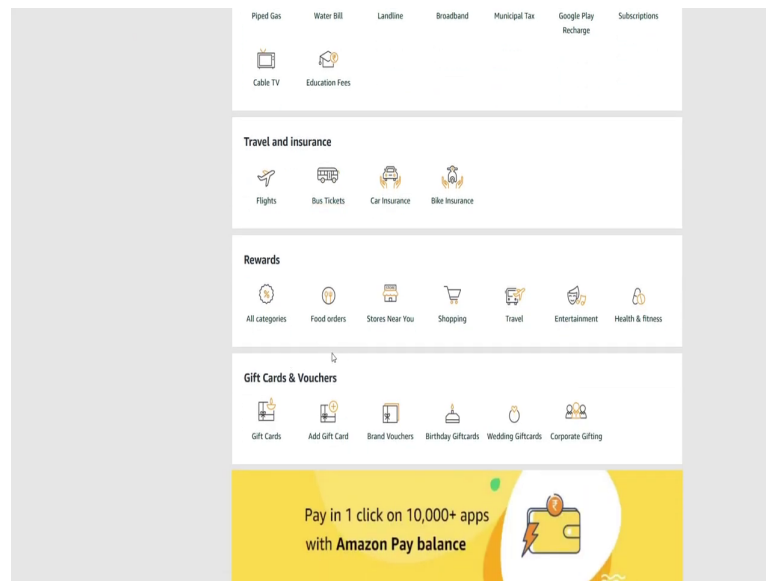 Piped Gas Water Bill Landline Broadband Municipal Tax Google Play Recharge Subscriptions
Cable TV Education Fees
Travel and insurance
Flights Bus Tickets Car Insurance Bike Insurance
Rewards
All categories Food orders Stores Near You Shopping Travel Entertainment Health & fitness
Gift Cards & Vouchers
Gift Cards Add Gift Card Brand Vouchers Birthday Giftcards Wedding Giftcards Corporate Gifting
Pay in 1 click on 10,000+ apps
with Amazon Pay balance